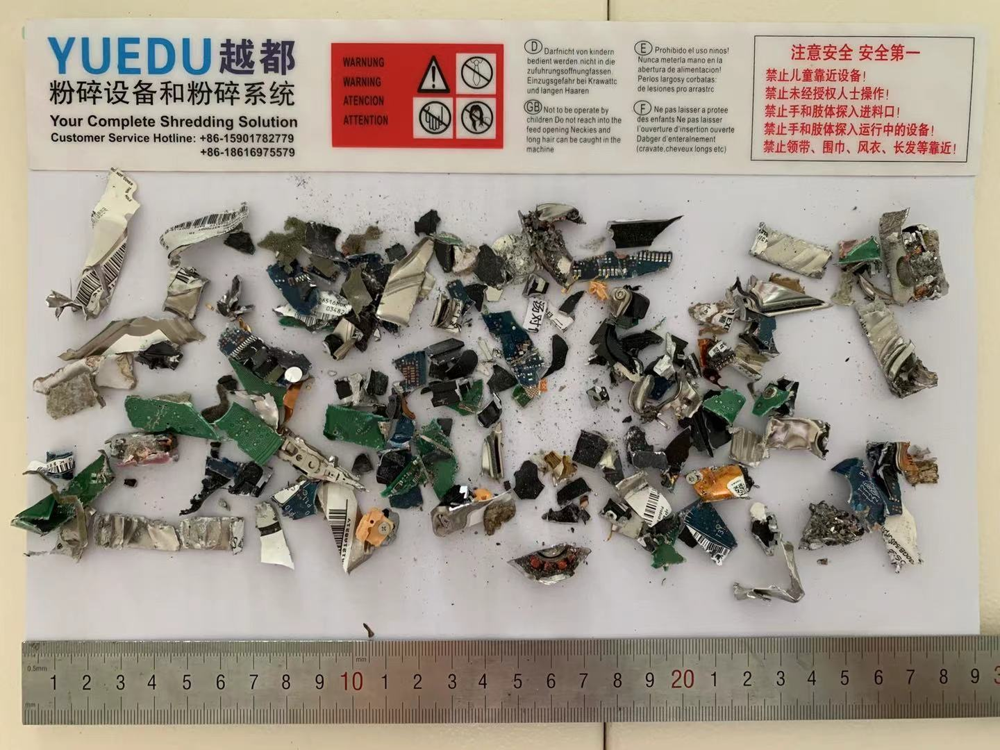 YUEDU 越都
粉碎设备和粉碎系统
Your Complete Shredding Solution
Customer Service Hotline: +86-15901782779
+86-18616975579
WARNUNG
WARNING
ATENCION
ATTENTION
D Darfnicht von kindern
bedient werden. nicht in die
zufuhrungsoffnungfassen.
Einzugsgefahr bei Krawattc
und langen Haaren
GB Not to be operate by
children Do not reach into the
feed opening Neckies and
long hair can be caught in the
machine
E Prohibido el uso ninos!
Nunca meterla mano en la
abertura de alimentacion!
Perios largosy corbatas:
de lesiones pro arrastrc
F Ne pas laisser a protee
des enfants Ne pas laisser
l'ouverture d'insertion ouverte
Dabger d'enteralnement
(cravate,cheveux longs etc)
注意安全 安全第一
禁止儿童靠近设备!
禁止未经授权人士操作!
禁止手和肢体探入进料口!
禁止手和肢体探入运行中的设备!
禁止领带、围巾、风衣、长发等靠近!
0.5mm
mm
mm
1 2 3 4 5 6 7 8 9 10 1 2 3 4 5 6 7 8 9 20 1 2 3 4 5 6 7 8 9 3